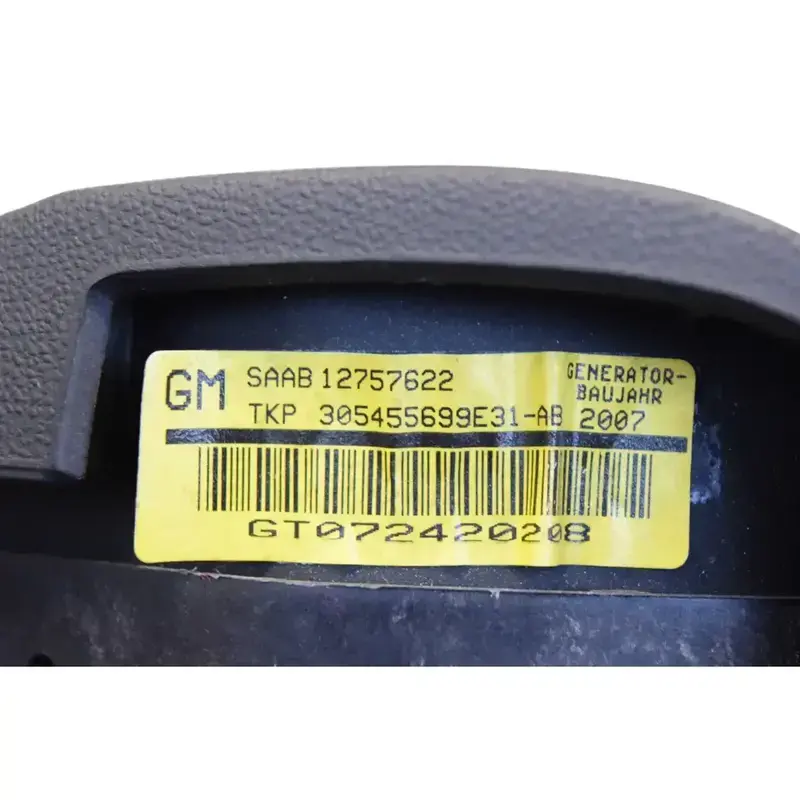 GM SAAB 12757622 GENERATOR-
BAUJAHR
TKP 305455699E31-AB 2007
GT072420208